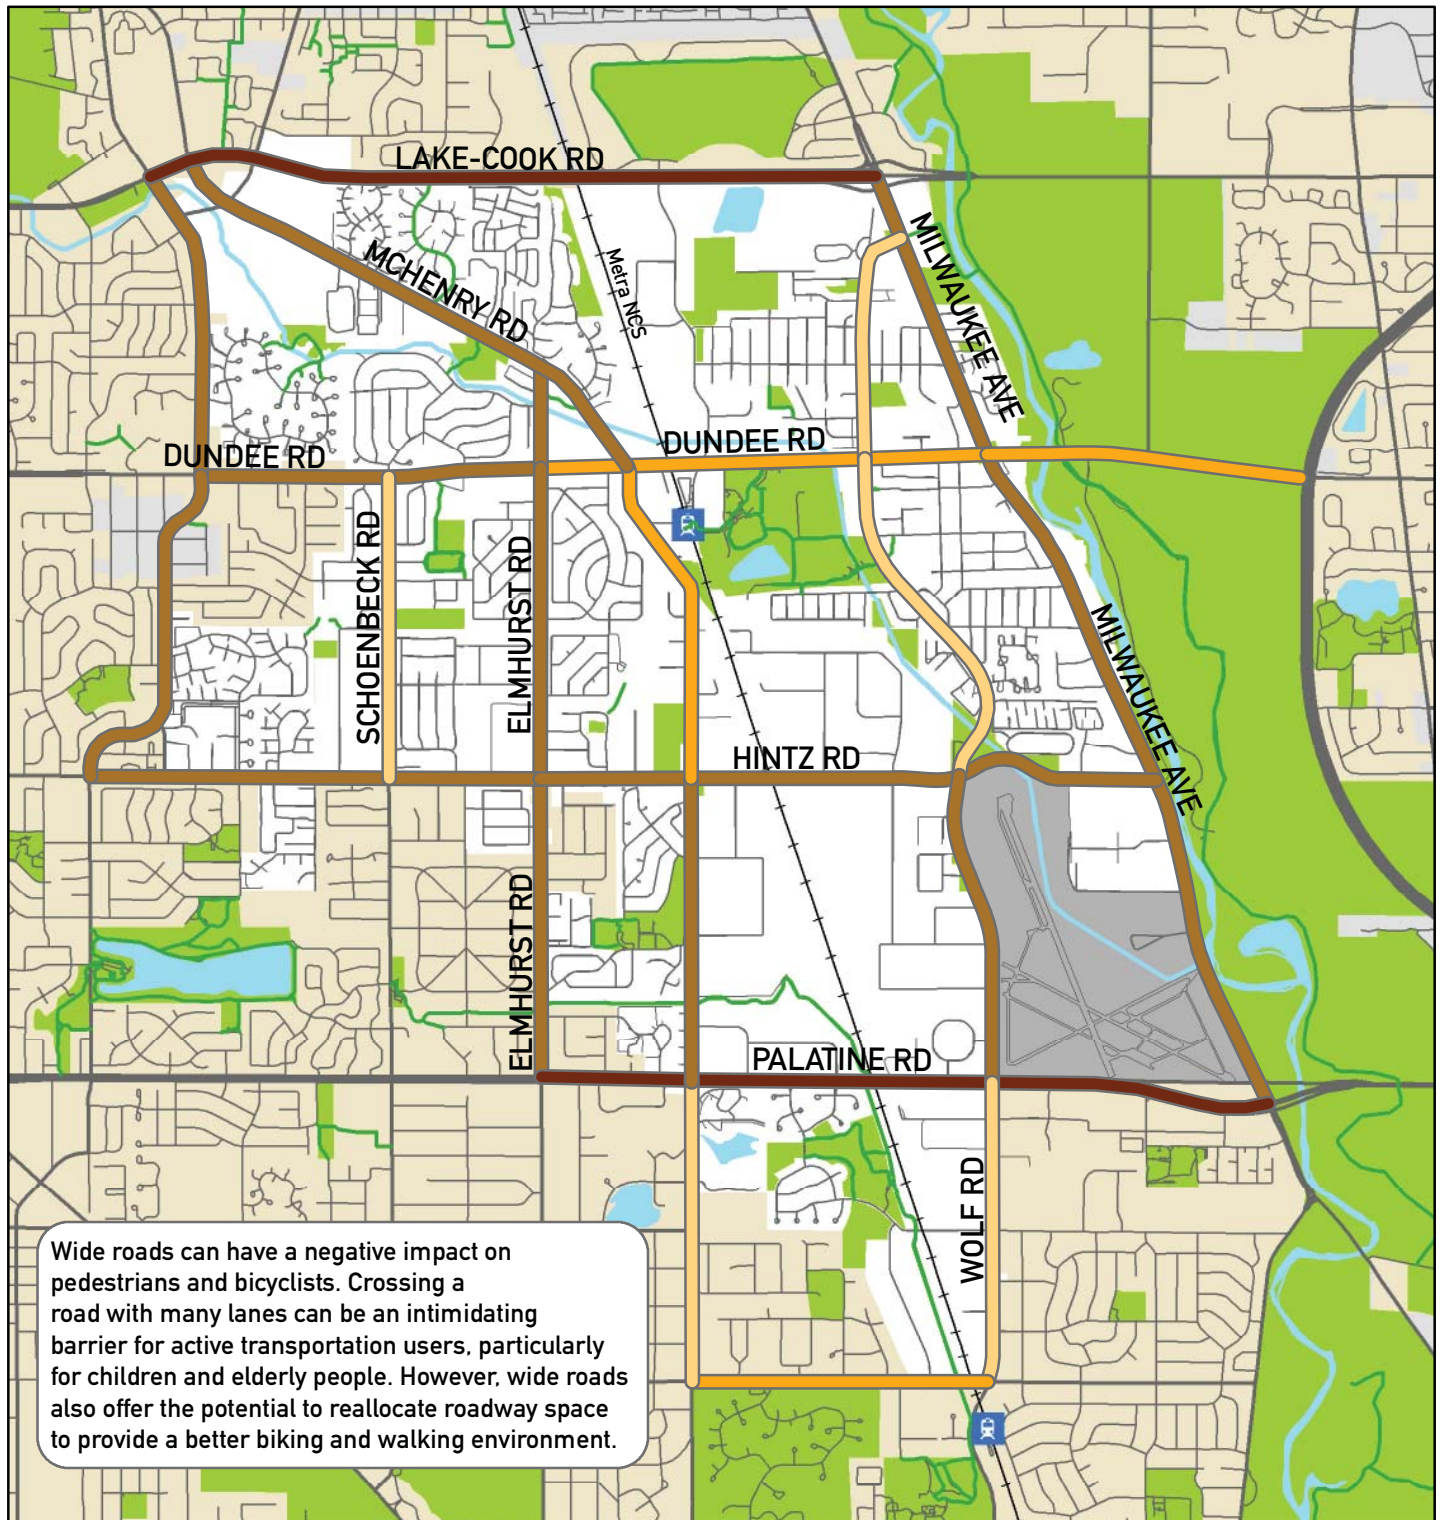 LAKE-COOK RD
MILWAUKEE AVE
MCHENRY RD
Metra NCS
DUNDEE RD
DUNDEE RD
SCHOENBECK RD
ELMHURST RD
MILWAUKEE AVE
HINTZ RD
ELMHURST RD
PALATINE RD
WOLF RD
Wide roads can have a negative impact on
pedestrians and bicyclists. Crossing a
road with many lanes can be an intimidating
barrier for active transportation users, particularly
for children and elderly people. However, wide roads
also offer the potential to reallocate roadway space
to provide a better biking and walking environment.